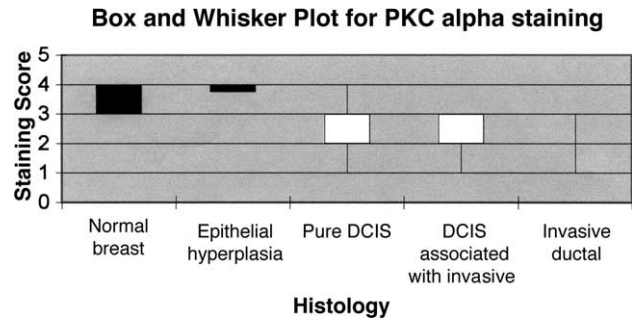 Box and Whisker Plot for PKC alpha staining
Staining Score
5
4
3
2
1
0
Normal
breast
Epithelial
hyperplasia
Pure DCIS
DCIS
associated
with invasive
Invasive
ductal
Histology